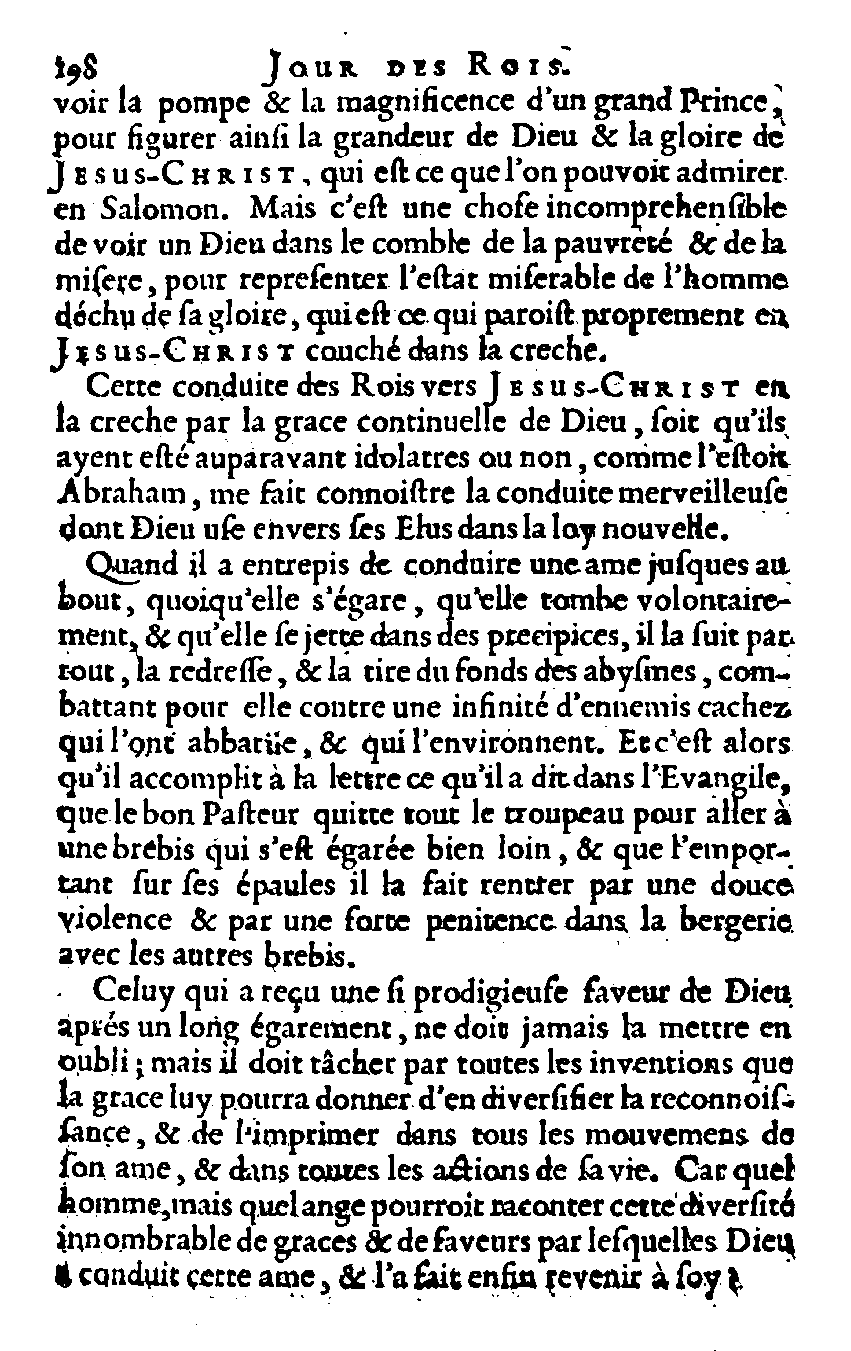 198 JOUR DES ROIS.
voir la pompe & la magnificence d'un grand Prince,
pour figurer ainſi la grandeur de Dieu & la gloire de
JESUS-CHRIST, qui eſt ce que l'on pouvoit admirer
en Salomon. Mais c'eſt une choſe incomprehenſible
de voir un Dieu dans le comble de la pauvreté & de la
miſere, pour repreſenter l'eſtat miſerable de l'homme
déchu de ſa gloire, qui eſt ce qui paroiſt proprement en
JESUS-CHRIST couché dans la creche.
Cette conduite des Rois vers JESUS-CHRIST en
la creche par la grace continuelle de Dieu, ſoit qu'ils
ayent eſté auparavant idolatres ou non, comme l'eſtoit
Abraham, me fait connoiſtre la conduite merveilleuſe
dont Dieu uſe envers ſes Elus dans la loy nouvelle.
Quand il a entrepis de conduire une ame juſques au
bout, quoiqu'elle s'égare, qu'elle tombe volontaire-
ment, & qu'elle ſe jette dans des precipices, il la ſuit par
tout, la redreſſe, & la tire du fonds des abyſmes, com-
battant pour elle contre une infinité d'ennemis cachez
qui l'ont abbatüe, & qui l'environnent. Et c'eſt alors
qu'il accomplit à la lettre ce qu'il a dit dans l'Evangile,
que le bon Paſteur quitte tout le troupeau pour aller à
une brebis qui s'eſt égarée bien loin, & que l'empor-
tant ſur ſes épaules il la fait rentrer par une douce
violence & par une forte penitence dans la bergerie
avec les autres brebis.
Celuy qui a reçu une ſi prodigieuſe faveur de Dieu
aprés un long égarement, ne doit jamais la mettre en
oubli ; mais il doit tâcher par toutes les inventions que
la grace luy pourra donner d'en diverſifier la reconnoiſ-
ſance, & de l'imprimer dans tous les mouvemens de
ſon ame, & dans toutes les actions de ſa vie. Car quel
homme, mais quel ange pourroit raconter cette diverſité
innombrable de graces & de faveurs par leſquelles Dieu
a conduit cette ame, & l'a fait enfin revenir à ſoy ?